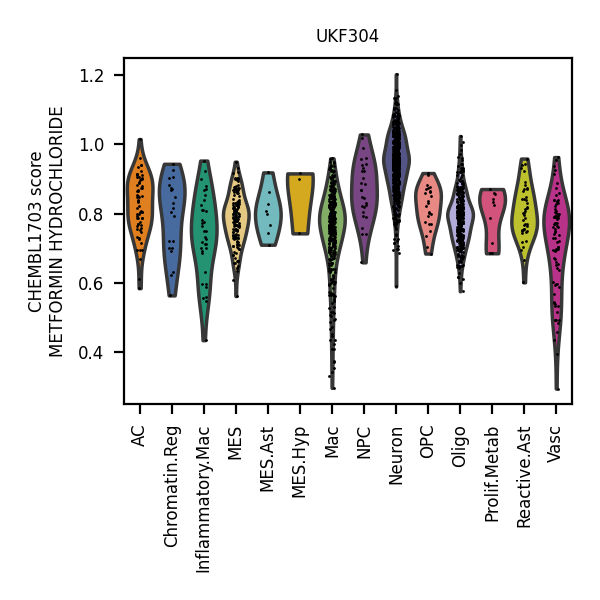 UKF304
CHEMBL1703 score
METFORMIN HYDROCHLORIDE
1.2
1.0
0.8
0.6
0.4
AC
Chromatin.Reg
Inflammatory.Mac
MES
MES.Ast
MES.Hyp
Mac
NPC
Neuron
OPC
Oligo
Prolif.Metab
Reactive.Ast
Vasc